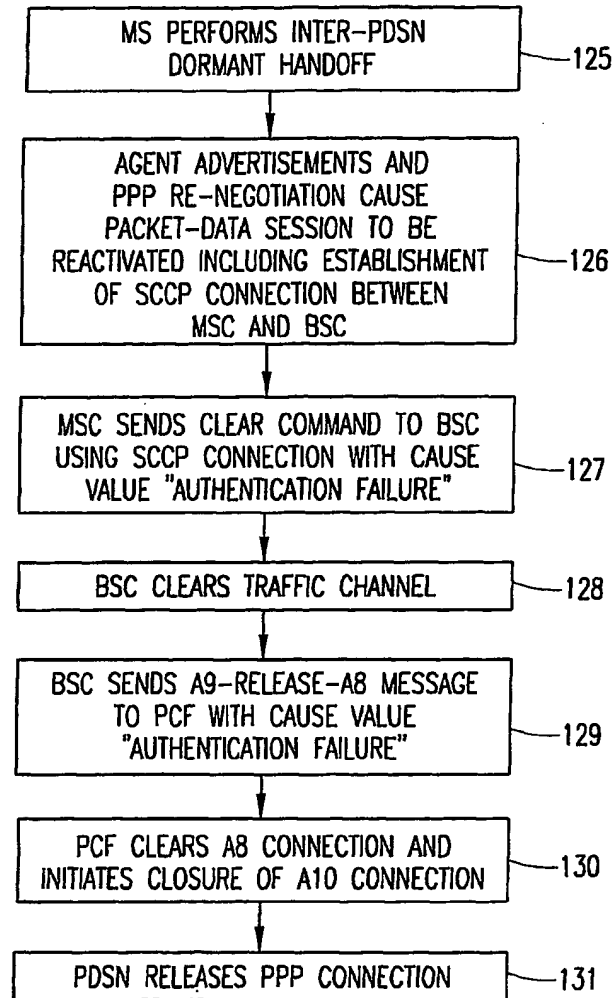 MS PERFORMS INTER-PDSN
DORMANT HANDOFF
125
AGENT ADVERTISEMENTS AND
PPP RE-NEGOTIATION CAUSE
PACKET-DATA SESSION TO BE
REACTIVATED INCLUDING ESTABLISHMENT
OF SCCP CONNECTION BETWEEN
MSC AND BSC
126
MSC SENDS CLEAR COMMAND TO BSC
USING SCCP CONNECTION WITH CAUSE
VALUE "AUTHENTICATION FAILURE"
127
BSC CLEARS TRAFFIC CHANNEL
128
BSC SENDS A9-RELEASE-A8 MESSAGE
TO PCF WITH CAUSE VALUE
"AUTHENTICATION FAILURE"
129
PCF CLEARS A8 CONNECTION AND
INITIATES CLOSURE OF A10 CONNECTION
130
PDSN RELEASES PPP CONNECTION
131